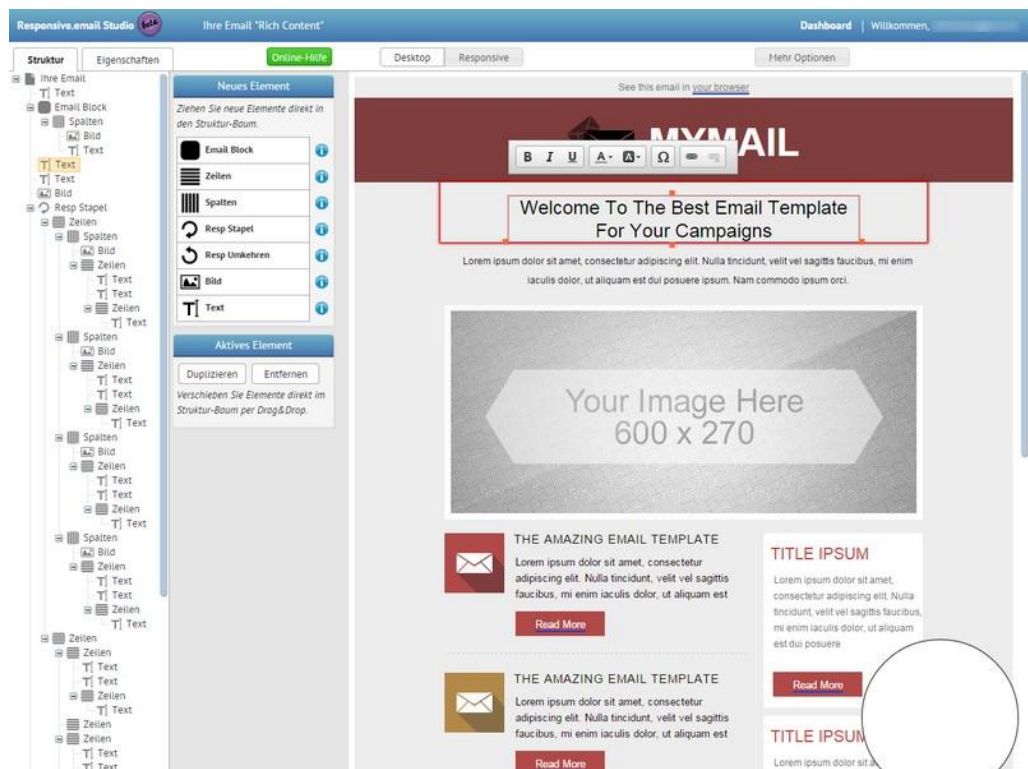 Responsive.email Studio beta
Ihre Email "Rich Content"
Dashboard | Willkommen,
Struktur
Eigenschaften
Online-Hilfe
Desktop
Responsive
Mehr Optionen
Ihre Email
Text
Email Block
Spalten
Bild
Text
Text
Text
Bild
Resp Stapel
Zeilen
Spalten
Bild
Zeilen
Text
Text
Zeilen
Text
Spalten
Bild
Zeilen
Text
Text
Zeilen
Text
Spalten
Bild
Zeilen
Text
Text
Zeilen
Text
Spalten
Bild
Zeilen
Text
Text
Zeilen
Text
Zeilen
Zeilen
Text
Text
Zeilen
Text
Zeilen
Zeilen
Text
Text
Neues Element
Ziehen Sie neue Elemente direkt in
den Struktur-Baum.
Email Block
Zeilen
Spalten
Resp Stapel
Resp Umkehren
Bild
Text
Aktives Element
Duplizieren
Entfernen
Verschieben Sie Elemente direkt im
Struktur-Baum per Drag&Drop.
See this email in your browser
MYMAIL
B I U A A Ω
Welcome To The Best Email Template
For Your Campaigns
Lorem ipsum dolor sit amet, consectetur adipiscing elit. Nulla tincidunt, velit vel sagittis faucibus, mi enim
iaculis dolor, ut aliquam est dui posuere ipsum. Nam commodo ipsum orci.
Your Image Here
600 x 270
THE AMAZING EMAIL TEMPLATE
Lorem ipsum dolor sit amet, consectetur
adipiscing elit. Nulla tincidunt, velit vel sagittis
faucibus, mi enim iaculis dolor, ut aliquam est
Read More
THE AMAZING EMAIL TEMPLATE
Lorem ipsum dolor sit amet, consectetur
adipiscing elit. Nulla tincidunt, velit vel sagittis
faucibus, mi enim iaculis dolor, ut aliquam est
Read More
TITLE IPSUM
Lorem ipsum dolor sit amet,
consectetur adipiscing elit. Nulla
tincidunt, velit vel sagittis faucibus,
mi enim iaculis dolor, ut aliquam
est dui posuere
Read More
TITLE IPSUM
Lorem ipsum dolor sit